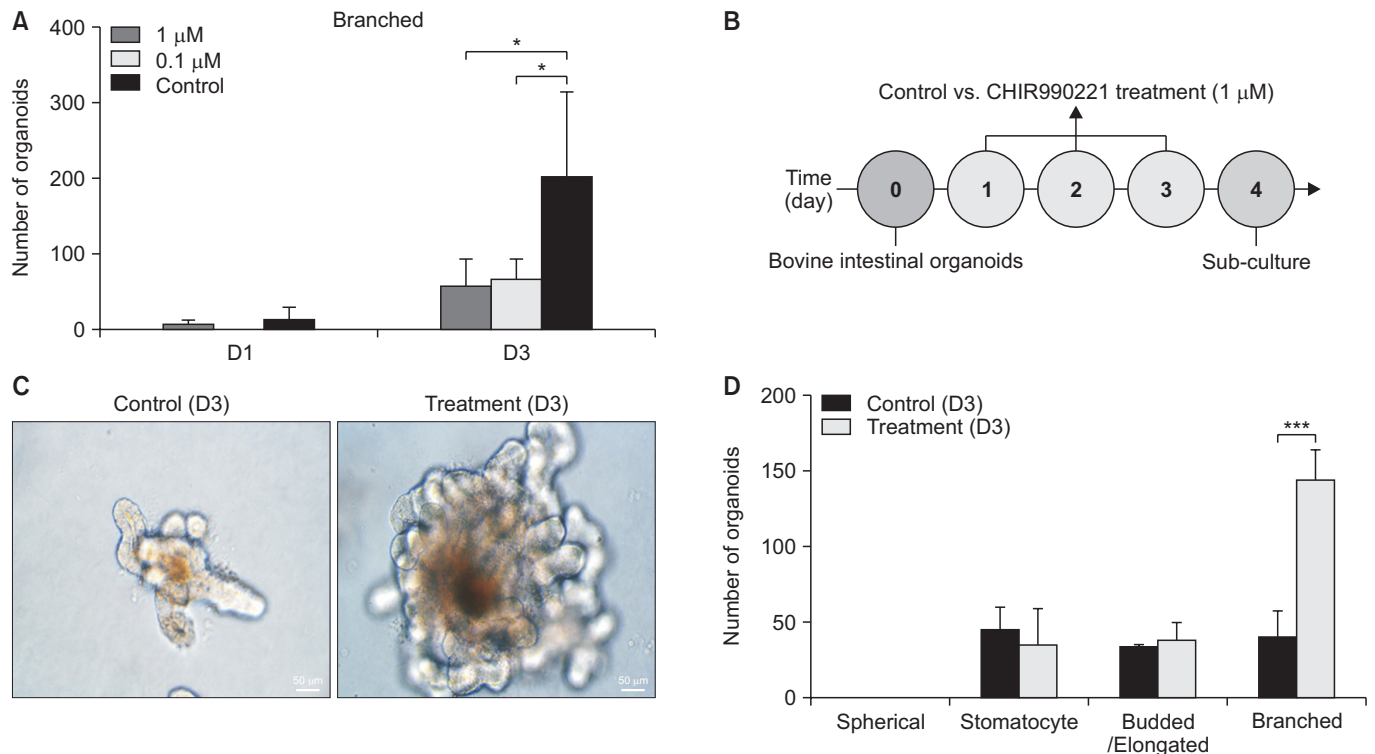 A
Branched
400
300
200
100
0
Number of organoids
1 μM
0.1 μM
Control
*
*
D1
D3
B
Control vs. CHIR990221 treatment (1 μM)
Time
(day)
0
1
2
3
4
Bovine intestinal organoids
Sub-culture
C
Control (D3)
Treatment (D3)
50 μm
50 μm
D
200
150
100
50
0
Number of organoids
Control (D3)
Treatment (D3)
***
Spherical
Stomatocyte
Budded
/Elongated
Branched